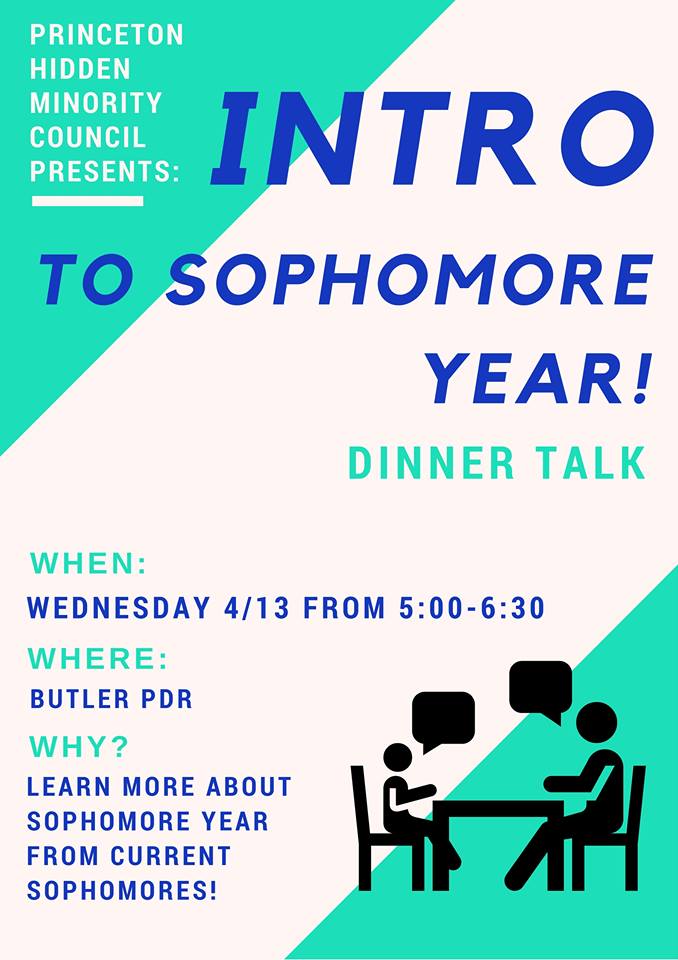 PRINCETON
HIDDEN
MINORITY
COUNCIL
PRESENTS:
INTRO
TO SOPHOMORE
YEAR!
DINNER TALK
WHEN:
WEDNESDAY 4/13 FROM 5:00-6:30
WHERE:
BUTLER PDR
WHY?
LEARN MORE ABOUT
SOPHOMORE YEAR
FROM CURRENT
SOPHOMORES!